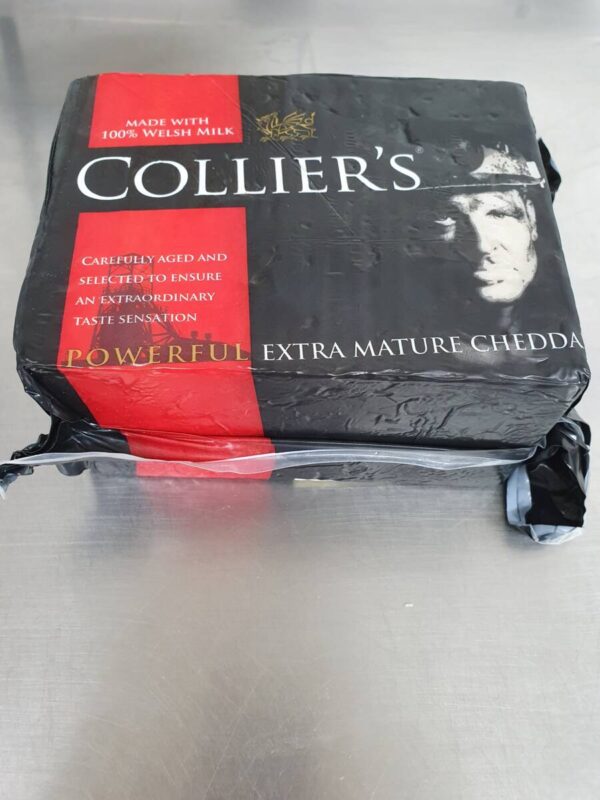 MADE WITH
100% WELSH MILK
COLLIER'S
CAREFULLY AGED AND
SELECTED TO ENSURE
AN EXTRAORDINARY
TASTE SENSATION
POWERFUL EXTRA MATURE CHEDDA